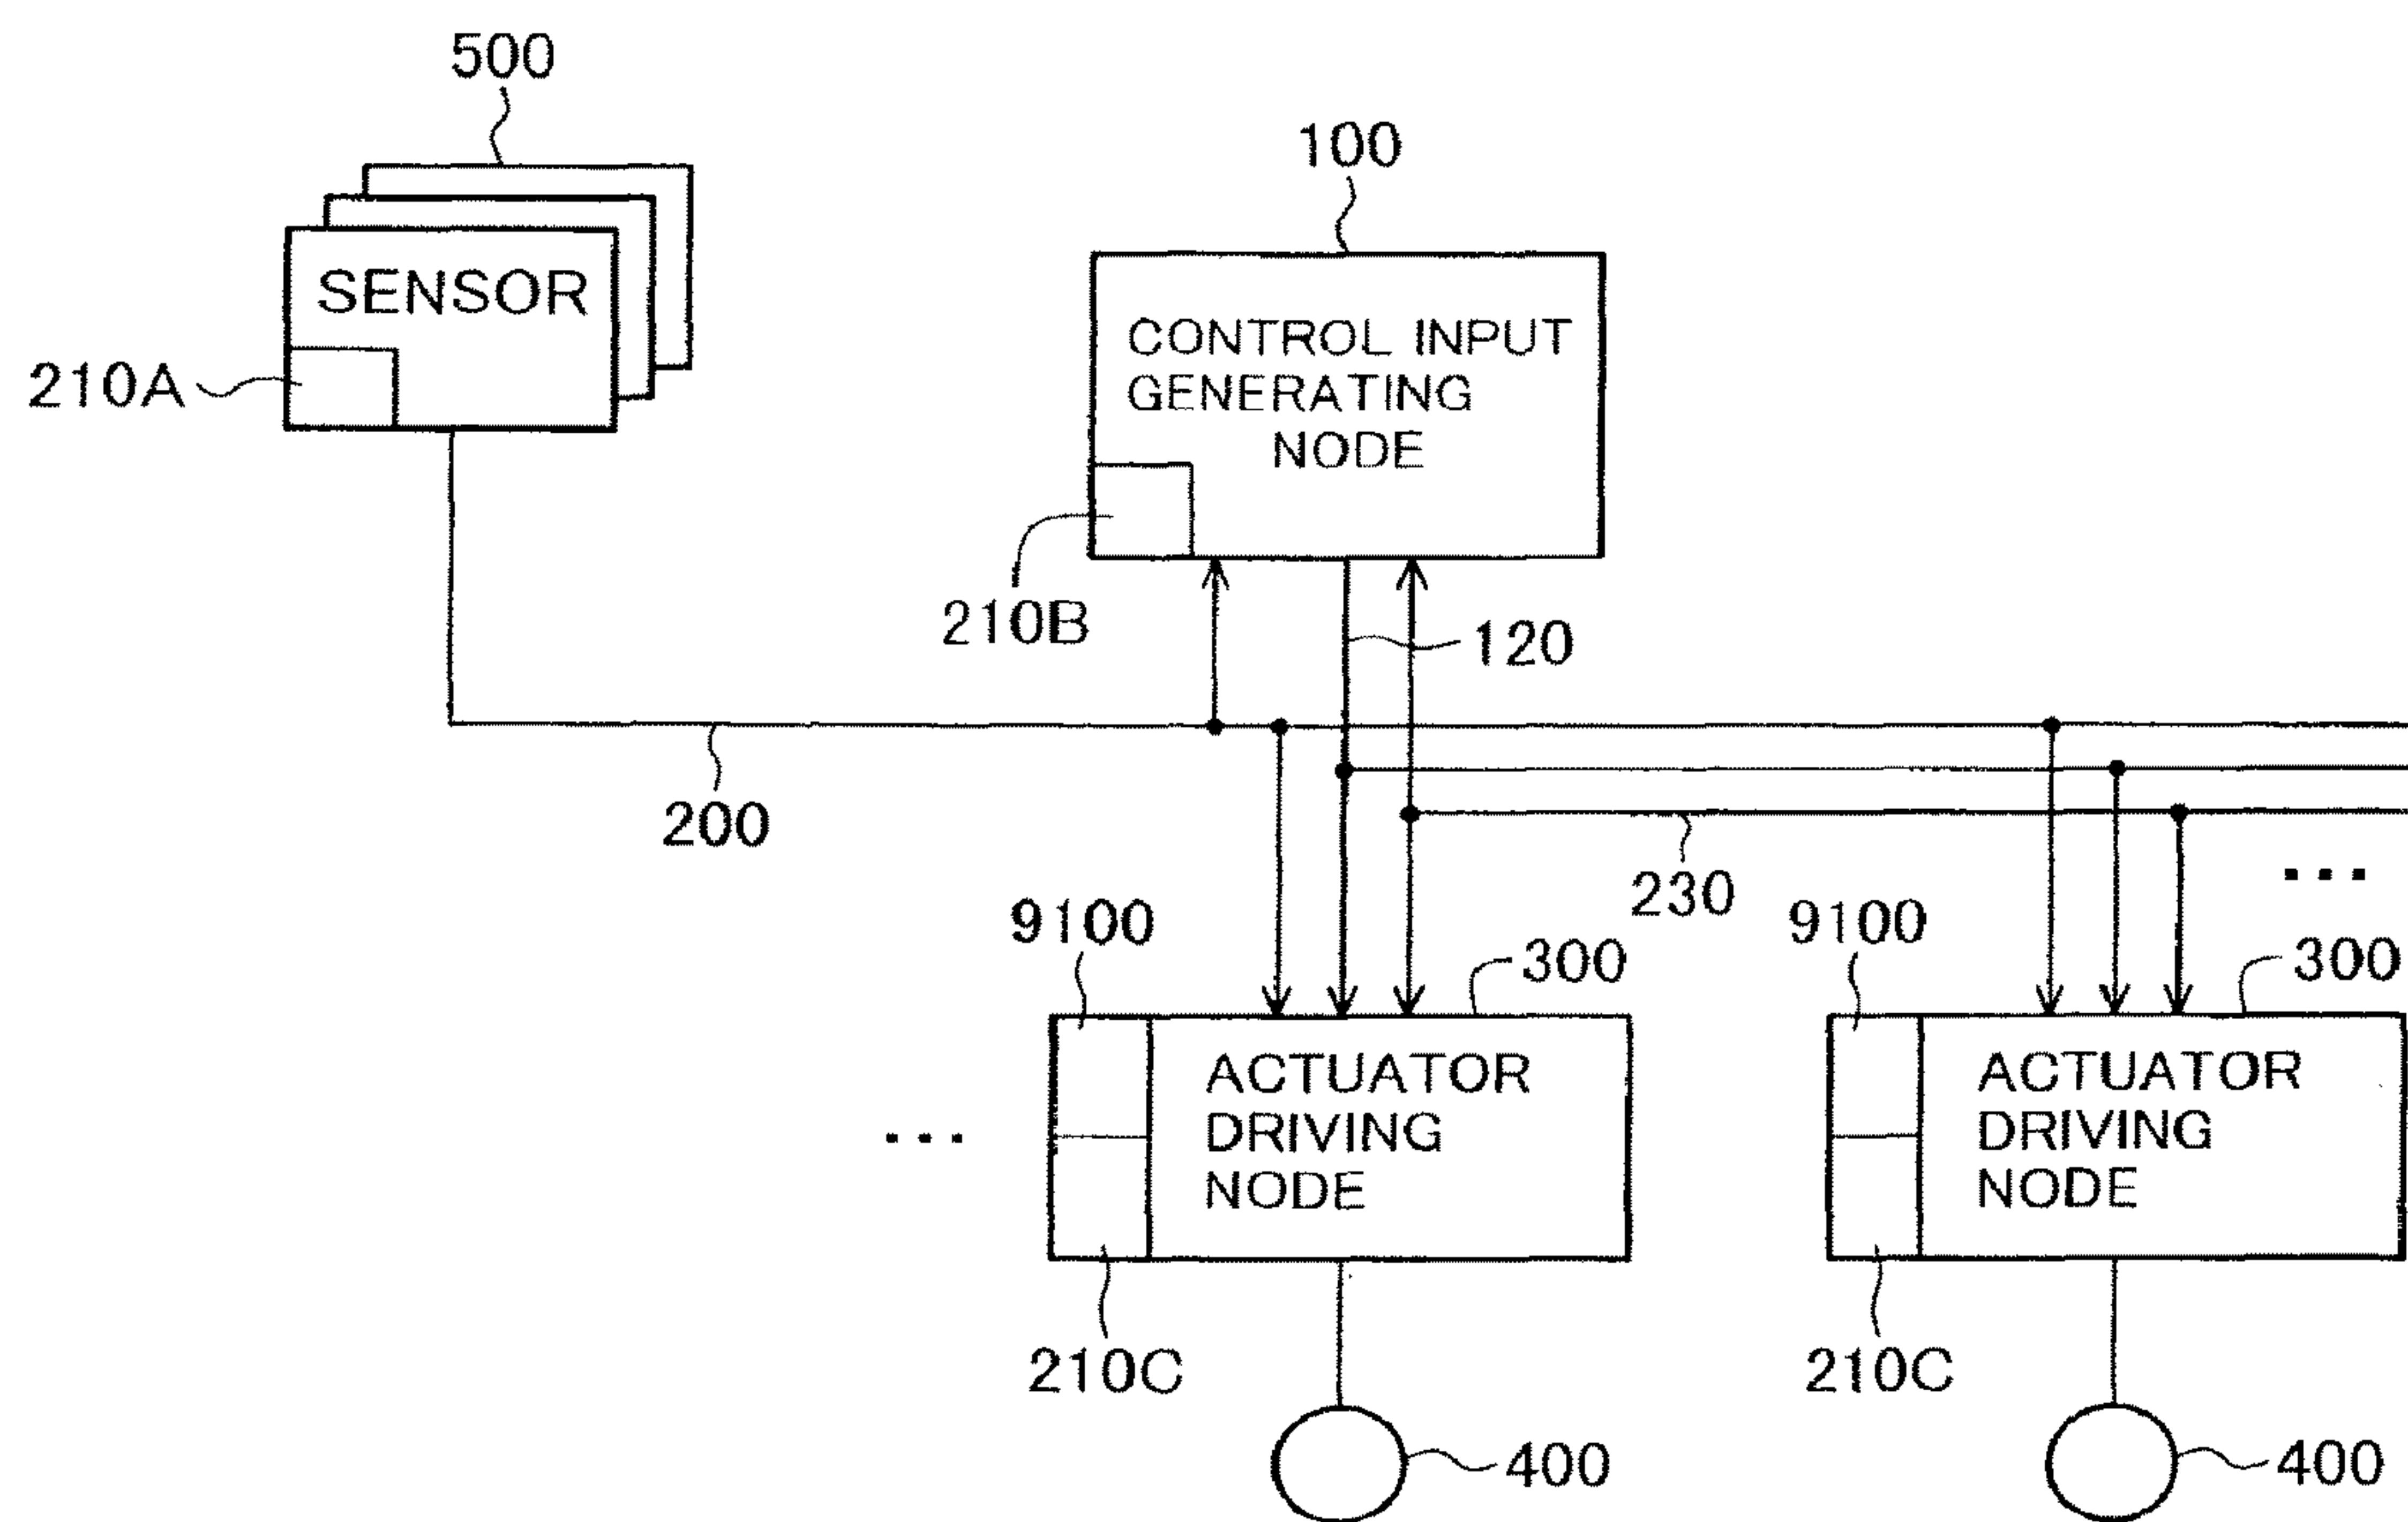 500
100
SENSOR
210A
CONTROL INPUT
GENERATING
NODE
210B
120
200
230
...
9100
300
9100
300
...
ACTUATOR
DRIVING
NODE
ACTUATOR
DRIVING
NODE
210C
210C
400
400